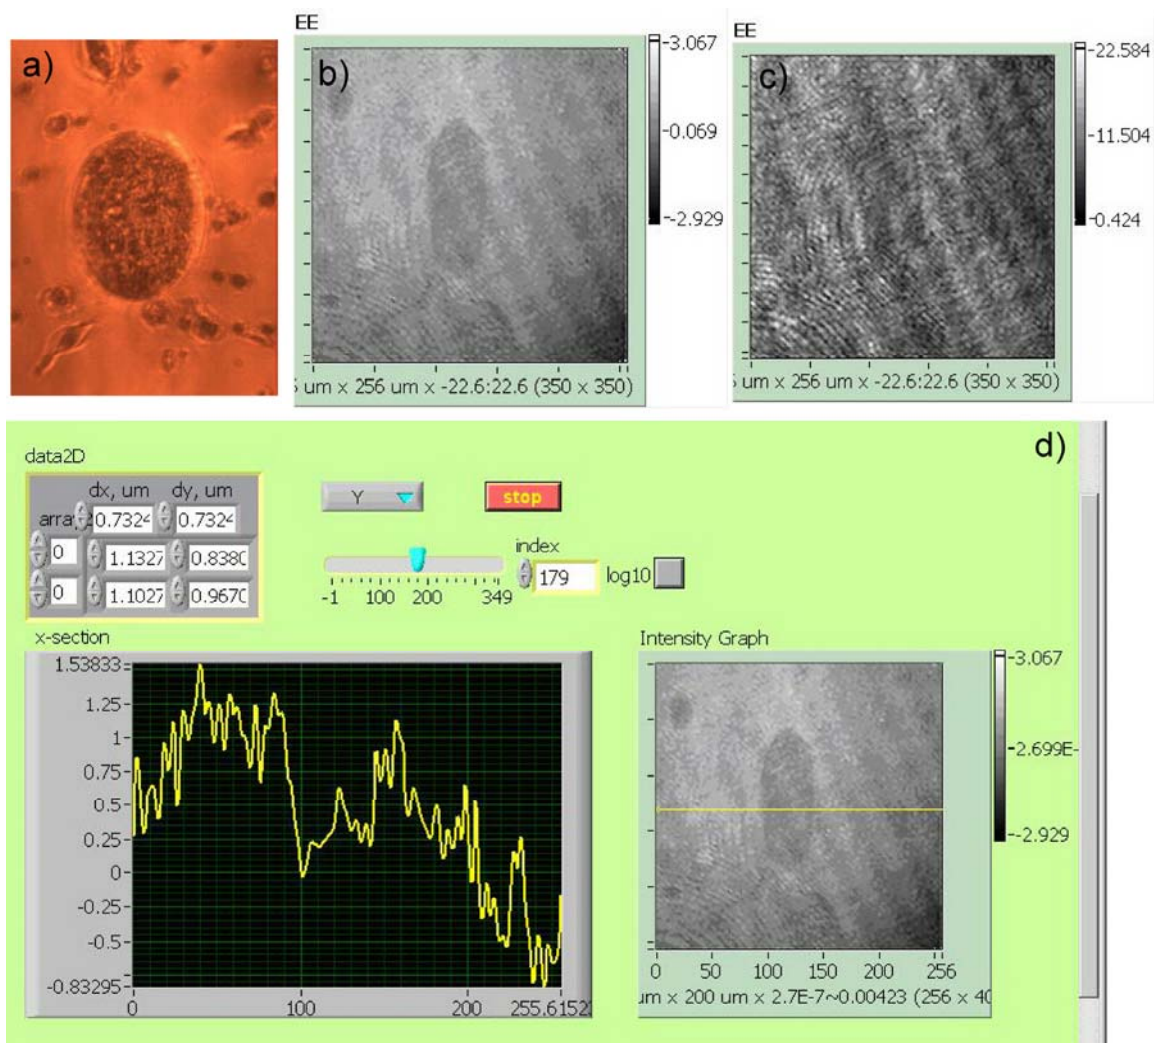 a)
EE
b)
-3.067
-0.069
-2.929
um x 256 um x -22.6:22.6 (350 x 350)
EE
c)
-22.584
-11.504
-0.424
um x 256 um x -22.6:22.6 (350 x 350)
d)
data2D
dx, um dy, um
0.7324 0.7324
0 1.1327 0.8380
0 1.1027 0.9670
Y
stop
index
179
log10
-1 100 200 349
x-section
1.53833
1.25
1
0.75
0.5
0.25
0
-0.25
-0.5
-0.83295
0 100 200 255.6152
Intensity Graph
-3.067
-2.699E-
-2.929
0 50 100 150 200 256
um x 200 um x 2.7E-7~0.00423 (256 x 40